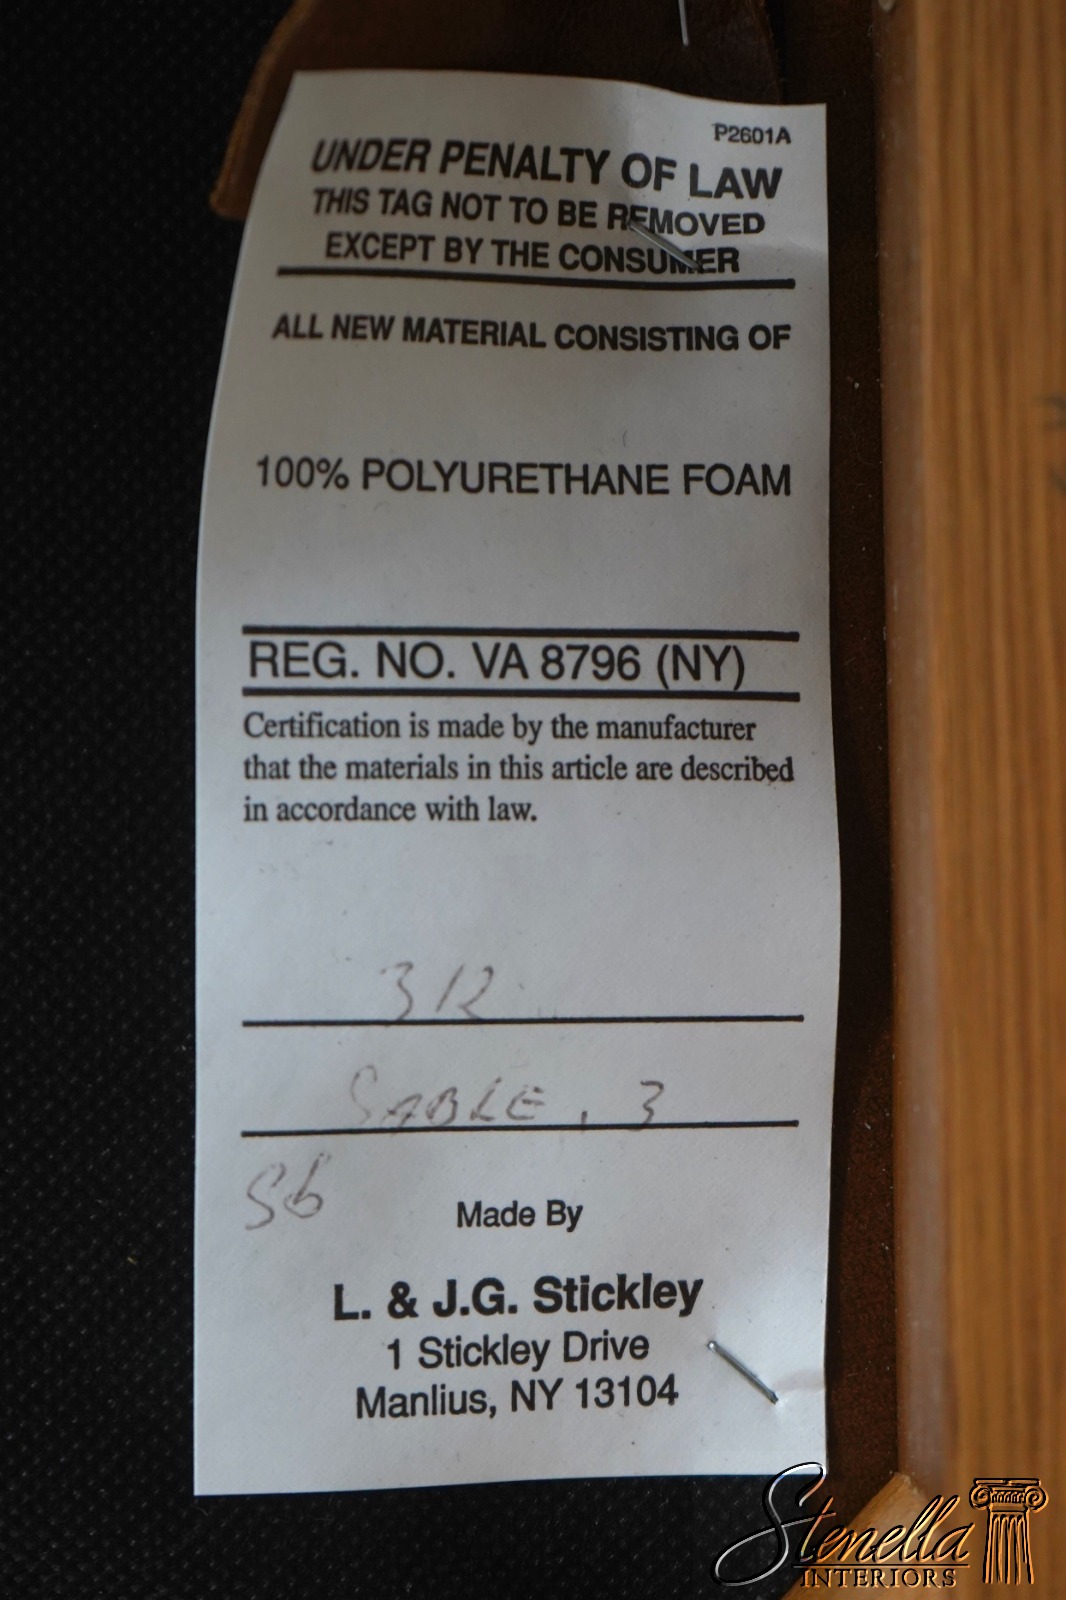 P2601A
UNDER PENALTY OF LAW
THIS TAG NOT TO BE REMOVED
EXCEPT BY THE CONSUMER
ALL NEW MATERIAL CONSISTING OF
100% POLYURETHANE FOAM
REG. NO. VA 8796 (NY)
Certification is made by the manufacturer
that the materials in this article are described
in accordance with law.
312
SABLE, 3
Sb
Made By
L. & J.G. Stickley
1 Stickley Drive
Manlius, NY 13104
Stenella
INTERIORS